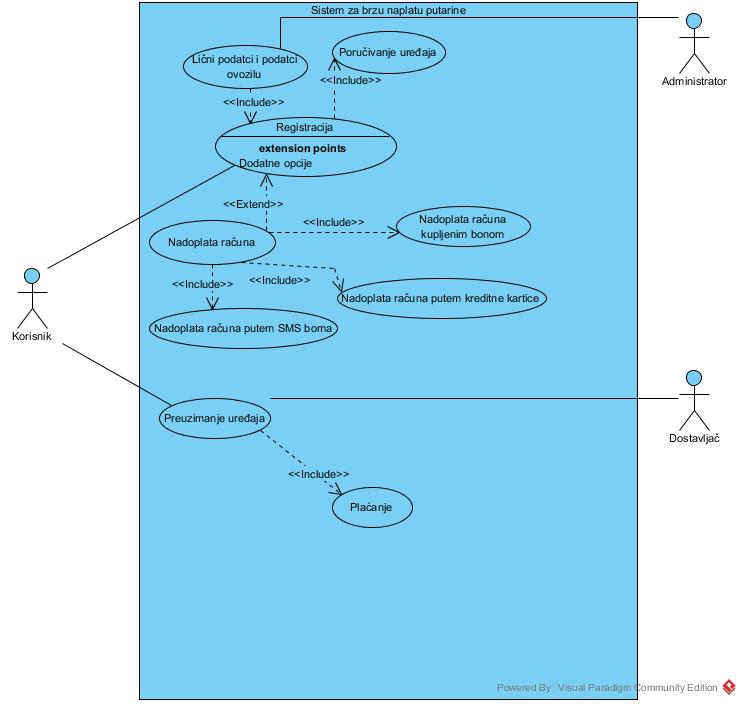 Sistem za brzu naplatu putarine
Lični podatci i podatci
ovozilu
Poručivanje uređaja
Administrator
<<Include>>
<<Include>>
Registracija
extension points
Dodatne opcije
<<Extend>>
<<Include>>
Nadoplata računa
kupljenim bonom
Nadoplata računa
<<Include>>
<<Include>>
Nadoplata računa putem kreditne kartice
Nadoplata računa putem SMS boma
Korisnik
Preuzimanje uređaja
Dostavljač
<<Include>>
Plaćanje
Powered By Visual Paradigm Community Edition